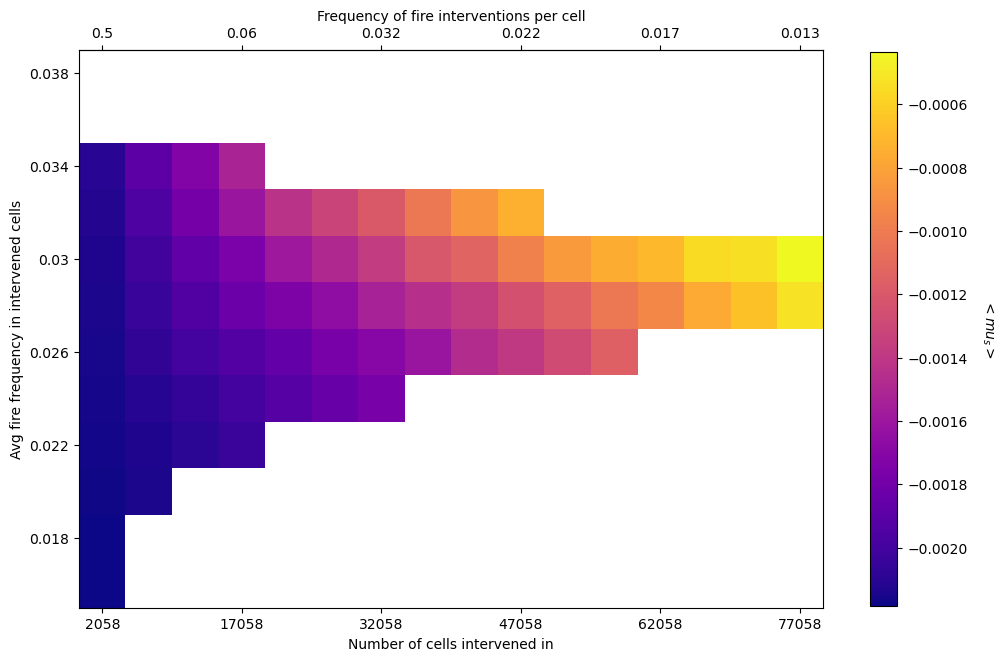 Frequency of fire interventions per cell
0.5 0.06 0.032 0.022 0.017 0.013
0.038
0.034
0.03
0.026
0.022
0.018
Avg fire frequency in intervened cells
2058 17058 32058 47058 62058 77058
Number of cells intervened in
−0.0006
−0.0008
−0.0010
−0.0012
−0.0014
−0.0016
−0.0018
−0.0020
< mu_s >